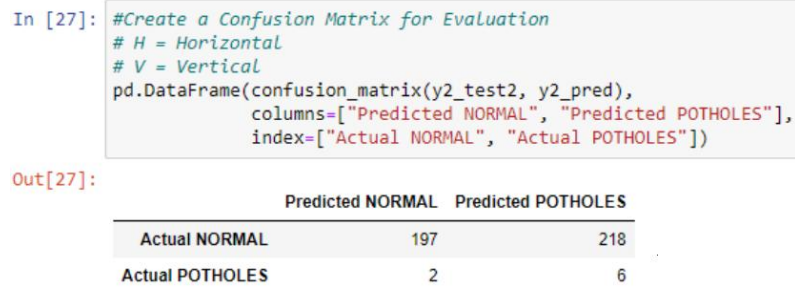 In [27]: #Create a Confusion Matrix for Evaluation
# H = Horizontal
# V = Vertical
pd.DataFrame(confusion_matrix(y2_test2, y2_pred),
columns=["Predicted NORMAL", "Predicted POTHOLES"],
index=["Actual NORMAL", "Actual POTHOLES"])
Out[27]:
Predicted NORMAL Predicted POTHOLES
Actual NORMAL 197 218
Actual POTHOLES 2 6